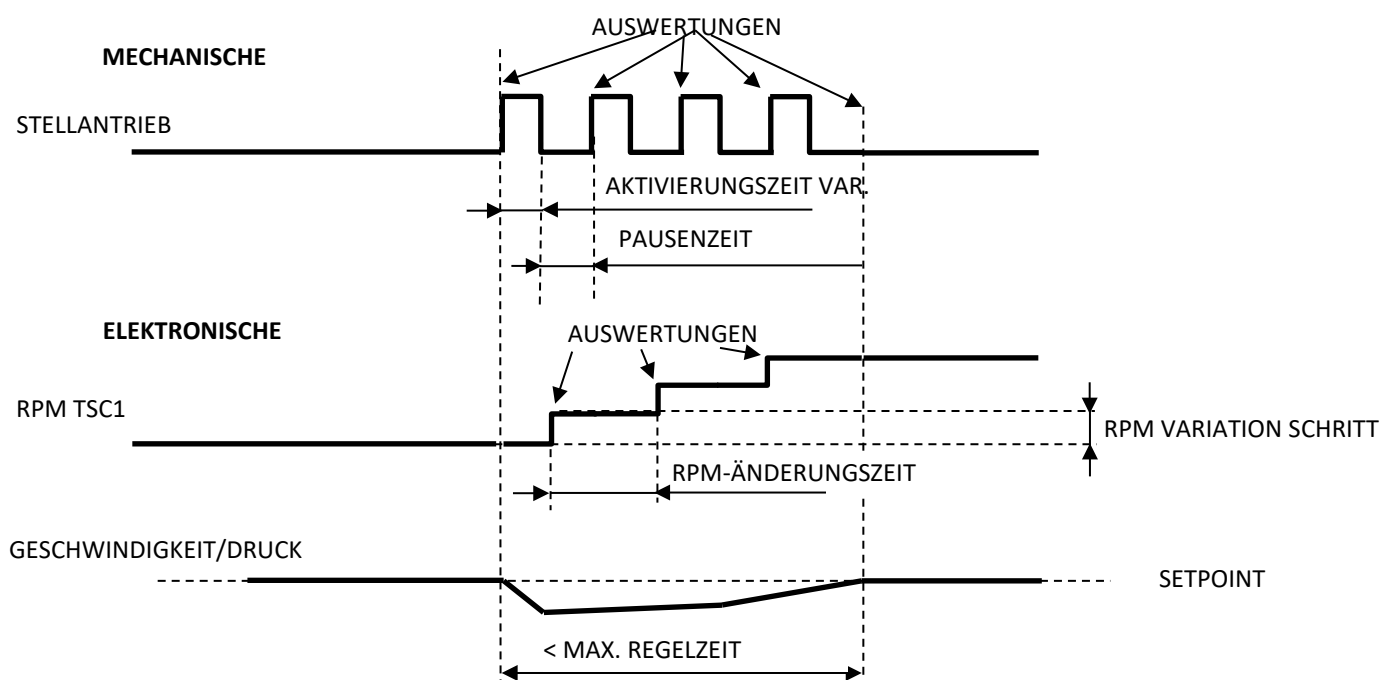 AUSWERTUNGEN
MECHANISCHE
STELLANTRIEB
AKTIVIERUNGSZEIT VAR.
PAUSENZEIT
ELEKTRONISCHE
AUSWERTUNGEN
RPM TSC1
RPM VARIATION SCHRITT
RPM-ÄNDERUNGSZEIT
GESCHWINDIGKEIT/DRUCK
SETPOINT
< MAX. REGELZEIT